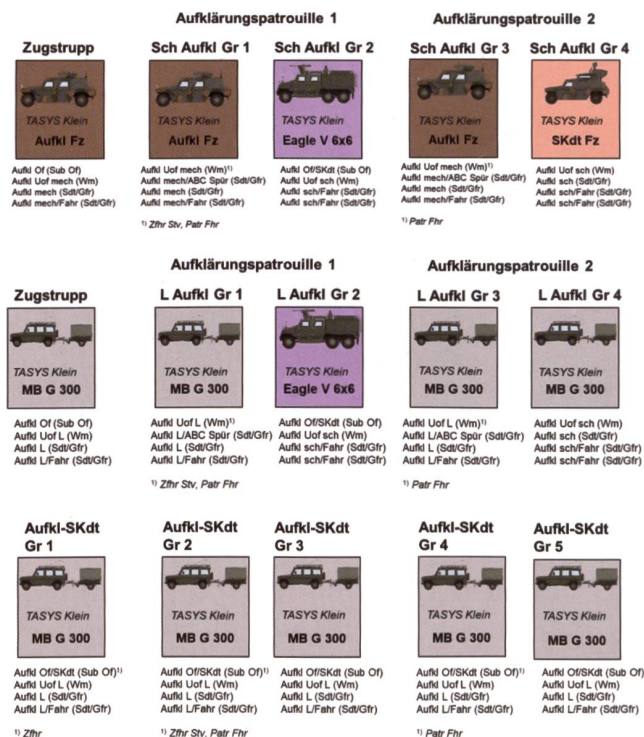 Aufklärungspatrouille 1
Aufklärungspatrouille 2
Zugstrupp
Sch Aufkl Gr 1
Sch Aufkl Gr 2
Sch Aufkl Gr 3
Sch Aufkl Gr 4
TASYS Klein
Aufkl Fz
TASYS Klein
Aufkl Fz
TASYS Klein
Eagle V 6x6
TASYS Klein
Aufkl Fz
TASYS Klein
SKdt Fz
Aufkl Of (Sub Of)
Aufkl Uof mech (Wm)
Aufkl mech (Sdt/Gfr)
Aufkl mech/Fahr (Sdt/Gfr)
Aufkl Uof mech (Wm)¹⁾
Aufkl mech/ABC Spür (Sdt/Gfr)
Aufkl mech (Sdt/Gfr)
Aufkl mech/Fahr (Sdt/Gfr)
¹⁾ Zfhr Stv, Patr Fhr
Aufkl Of/SKdt (Sub Of)
Aufkl Uof sch (Wm)
Aufkl sch/Fahr (Sdt/Gfr)
Aufkl sch/Fahr (Sdt/Gfr)
Aufkl Uof mech (Wm)¹⁾
Aufkl mech/ABC Spür (Sdt/Gfr)
Aufkl mech (Sdt/Gfr)
Aufkl mech/Fahr (Sdt/Gfr)
¹⁾ Patr Fhr
Aufkl Uof sch (Wm)
Aufkl sch (Sdt/Gfr)
Aufkl sch/Fahr (Sdt/Gfr)
Aufkl sch/Fahr (Sdt/Gfr)
Aufklärungspatrouille 1
Aufklärungspatrouille 2
Zugstrupp
L Aufkl Gr 1
L Aufkl Gr 2
L Aufkl Gr 3
L Aufkl Gr 4
TASYS Klein
MB G 300
TASYS Klein
MB G 300
TASYS Klein
Eagle V 6x6
TASYS Klein
MB G 300
TASYS Klein
MB G 300
Aufkl Of (Sub Of)
Aufkl Uof L (Wm)
Aufkl L (Sdt/Gfr)
Aufkl L/Fahr (Sdt/Gfr)
Aufkl Uof L (Wm)¹⁾
Aufkl L/ABC Spür (Sdt/Gfr)
Aufkl L (Sdt/Gfr)
Aufkl L/Fahr (Sdt/Gfr)
¹⁾ Zfhr Stv, Patr Fhr
Aufkl Of/SKdt (Sub Of)
Aufkl Uof sch (Wm)
Aufkl sch/Fahr (Sdt/Gfr)
Aufkl sch/Fahr (Sdt/Gfr)
Aufkl Uof L (Wm)¹⁾
Aufkl L/ABC Spür (Sdt/Gfr)
Aufkl L (Sdt/Gfr)
Aufkl L/Fahr (Sdt/Gfr)
¹⁾ Patr Fhr
Aufkl Uof sch (Wm)
Aufkl sch (Sdt/Gfr)
Aufkl sch/Fahr (Sdt/Gfr)
Aufkl sch/Fahr (Sdt/Gfr)
Aufkl-SKdt
Gr 1
Aufkl-SKdt
Gr 2
Aufkl-SKdt
Gr 3
Aufkl-SKdt
Gr 4
Aufkl-SKdt
Gr 5
TASYS Klein
MB G 300
TASYS Klein
MB G 300
TASYS Klein
MB G 300
TASYS Klein
MB G 300
TASYS Klein
MB G 300
Aufkl Of/SKdt (Sub Of)¹⁾
Aufkl Uof L (Wm)
Aufkl L (Sdt/Gfr)
Aufkl L/Fahr (Sdt/Gfr)
¹⁾ Zfhr
Aufkl Of/SKdt (Sub Of)¹⁾
Aufkl Uof L (Wm)
Aufkl L (Sdt/Gfr)
Aufkl L/Fahr (Sdt/Gfr)
¹⁾ Zfhr Stv, Patr Fhr
Aufkl Of/SKdt (Sub Of)
Aufkl Uof L (Wm)
Aufkl L (Sdt/Gfr)
Aufkl L/Fahr (Sdt/Gfr)
Aufkl Of/SKdt (Sub Of)¹⁾
Aufkl Uof L (Wm)
Aufkl L (Sdt/Gfr)
Aufkl L/Fahr (Sdt/Gfr)
¹⁾ Patr Fhr
Aufkl Of/SKdt (Sub Of)
Aufkl Uof L (Wm)
Aufkl L (Sdt/Gfr)
Aufkl L/Fahr (Sdt/Gfr)